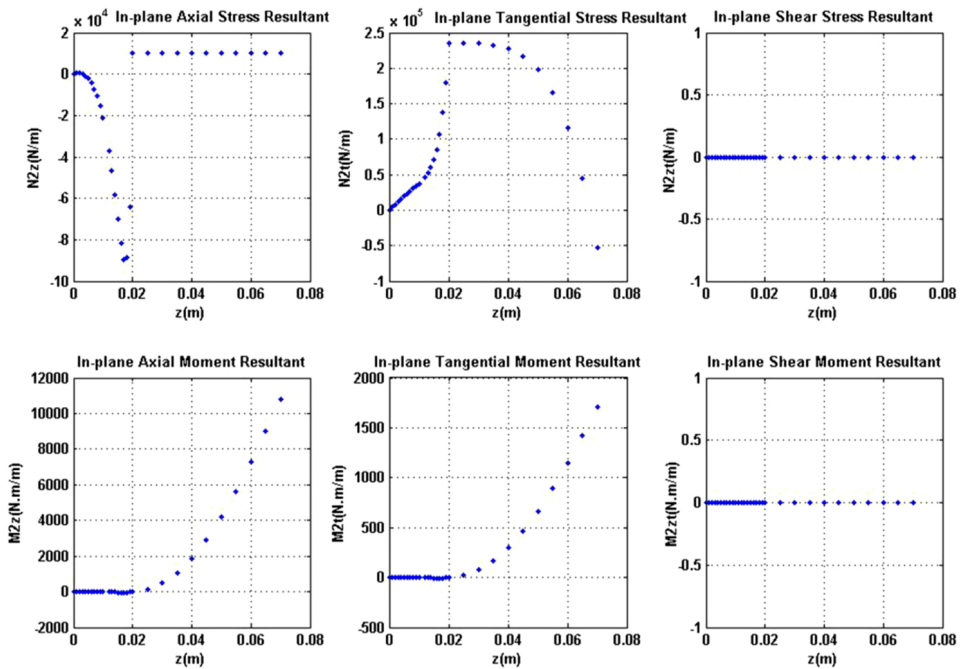 In-plane Axial Stress Resultant
x 10^4
N2z(N/m)
2
0
-2
-4
-6
-8
-10
0 0.02 0.04 0.06 0.08
z(m)
In-plane Tangential Stress Resultant
x 10^5
N2t(N/m)
2.5
2
1.5
1
0.5
0
-0.5
-1
0 0.02 0.04 0.06 0.08
z(m)
In-plane Shear Stress Resultant
N2zt(N/m)
1
0.5
0
-0.5
-1
0 0.02 0.04 0.06 0.08
z(m)
In-plane Axial Moment Resultant
M2z(N.m/m)
12000
10000
8000
6000
4000
2000
0
-2000
0 0.02 0.04 0.06 0.08
z(m)
In-plane Tangential Moment Resultant
M2t(N.m/m)
2000
1500
1000
500
0
-500
0 0.02 0.04 0.06 0.08
z(m)
In-plane Shear Moment Resultant
M2zt(N.m/m)
1
0.5
0
-0.5
-1
0 0.02 0.04 0.06 0.08
z(m)